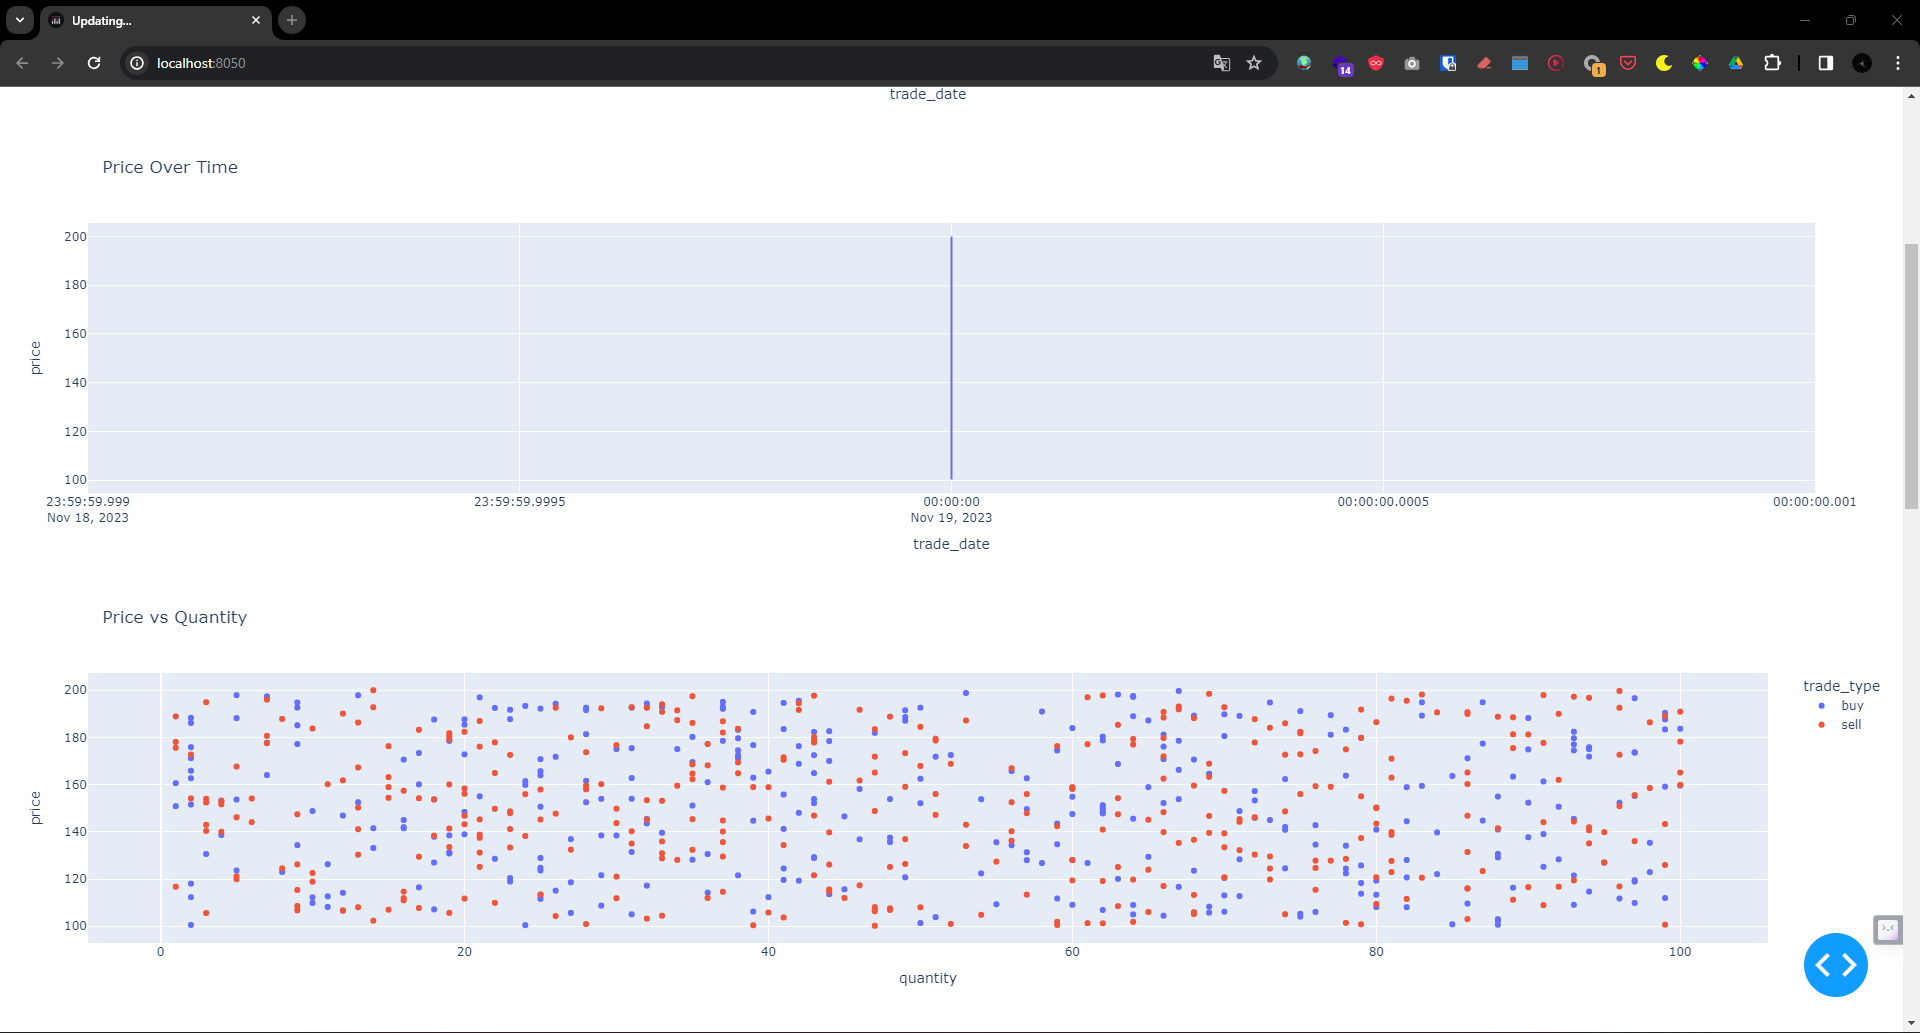 Updating...
localhost:8050
14
1
trade_date
Price Over Time
200
180
160
140
120
100
price
23:59:59.999
Nov 18, 2023
23:59:59.9995
00:00:00
Nov 19, 2023
00:00:00.0005
00:00:00.001
trade_date
Price vs Quantity
200
180
160
140
120
100
price
trade_type
buy
sell
0
20
40
60
80
100
quantity